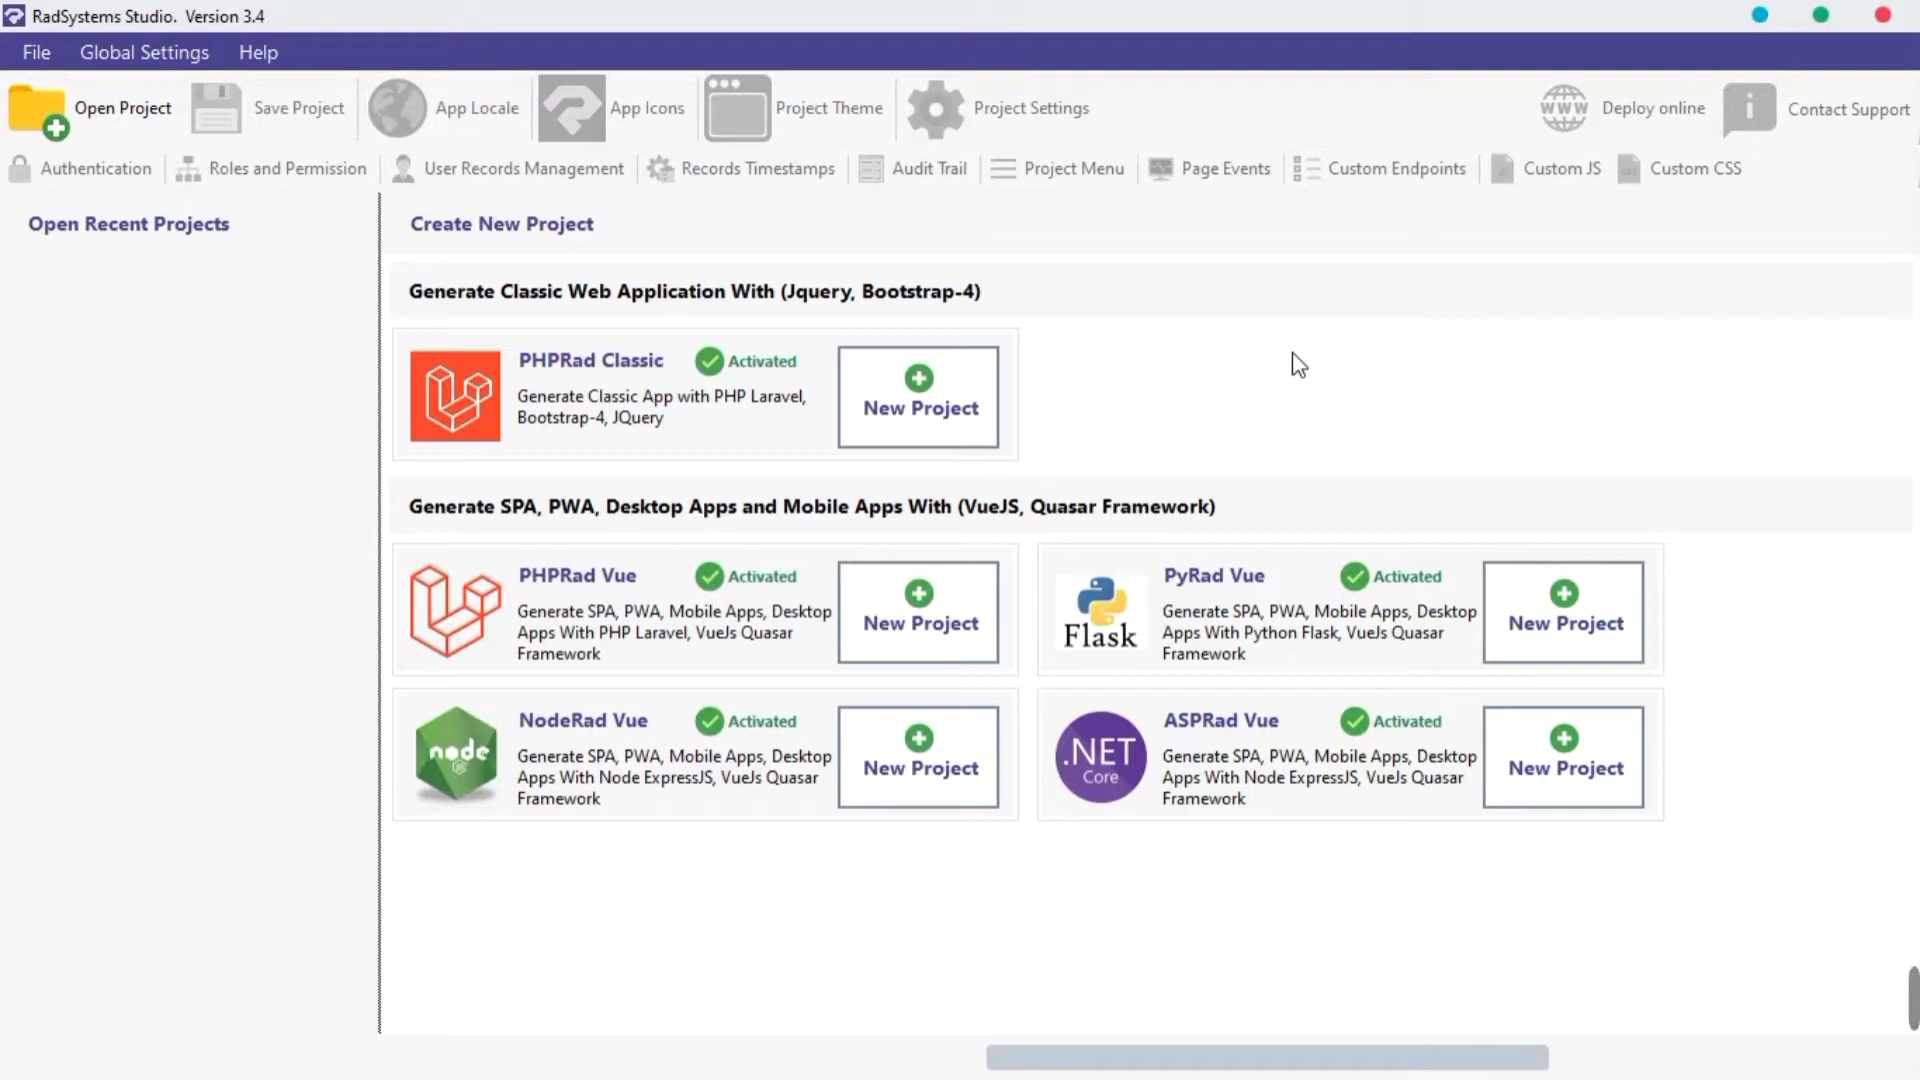 RadSystems Studio. Version 3.4
File Global Settings Help
Open Project Save Project App Locale App Icons Project Theme Project Settings Deploy online Contact Support
Authentication Roles and Permission User Records Management Records Timestamps Audit Trail Project Menu Page Events Custom Endpoints Custom JS Custom CSS
Open Recent Projects
Create New Project
Generate Classic Web Application With (Jquery, Bootstrap-4)
PHPRad Classic Activated
Generate Classic App with PHP Laravel,
Bootstrap-4, JQuery
New Project
Generate SPA, PWA, Desktop Apps and Mobile Apps With (VueJS, Quasar Framework)
PHPRad Vue Activated
Generate SPA, PWA, Mobile Apps, Desktop
Apps With PHP Laravel, VueJs Quasar
Framework
New Project
Flask
PyRad Vue Activated
Generate SPA, PWA, Mobile Apps, Desktop
Apps With Python Flask, VueJs Quasar
Framework
New Project
node
NodeRad Vue Activated
Generate SPA, PWA, Mobile Apps, Desktop
Apps With Node ExpressJS, VueJs Quasar
Framework
New Project
.NET
Core
ASPRad Vue Activated
Generate SPA, PWA, Mobile Apps, Desktop
Apps With Node ExpressJS, VueJs Quasar
Framework
New Project
www